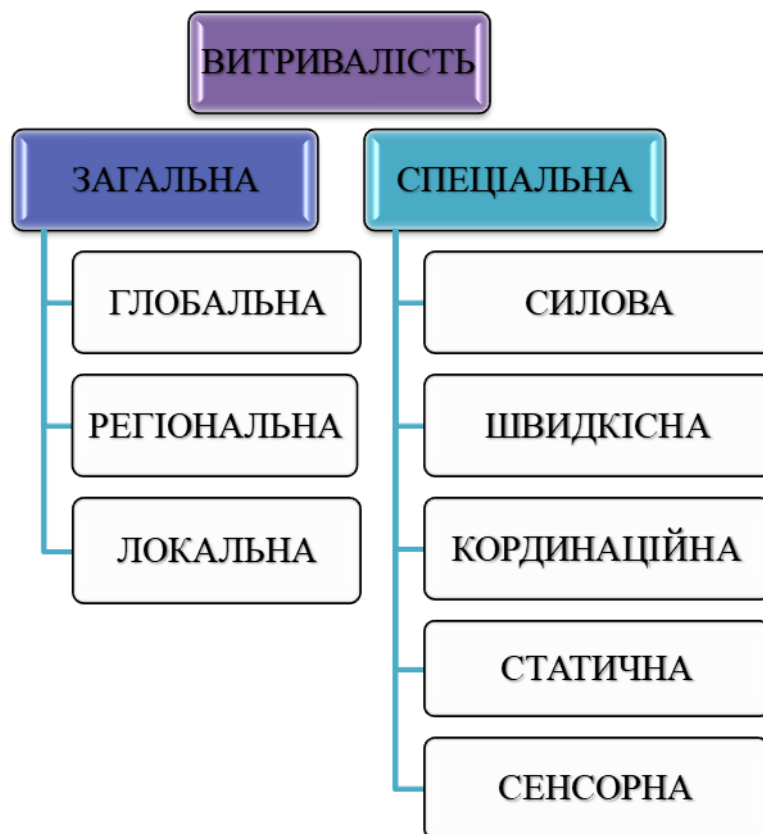 ВИТРИВАЛІСТЬ
ЗАГАЛЬНА
ГЛОБАЛЬНА
РЕГІОНАЛЬНА
ЛОКАЛЬНА
СПЕЦІАЛЬНА
СИЛОВА
ШВИДКІСНА
КОРДИНАЦІЙНА
СТАТИЧНА
СЕНСОРНА